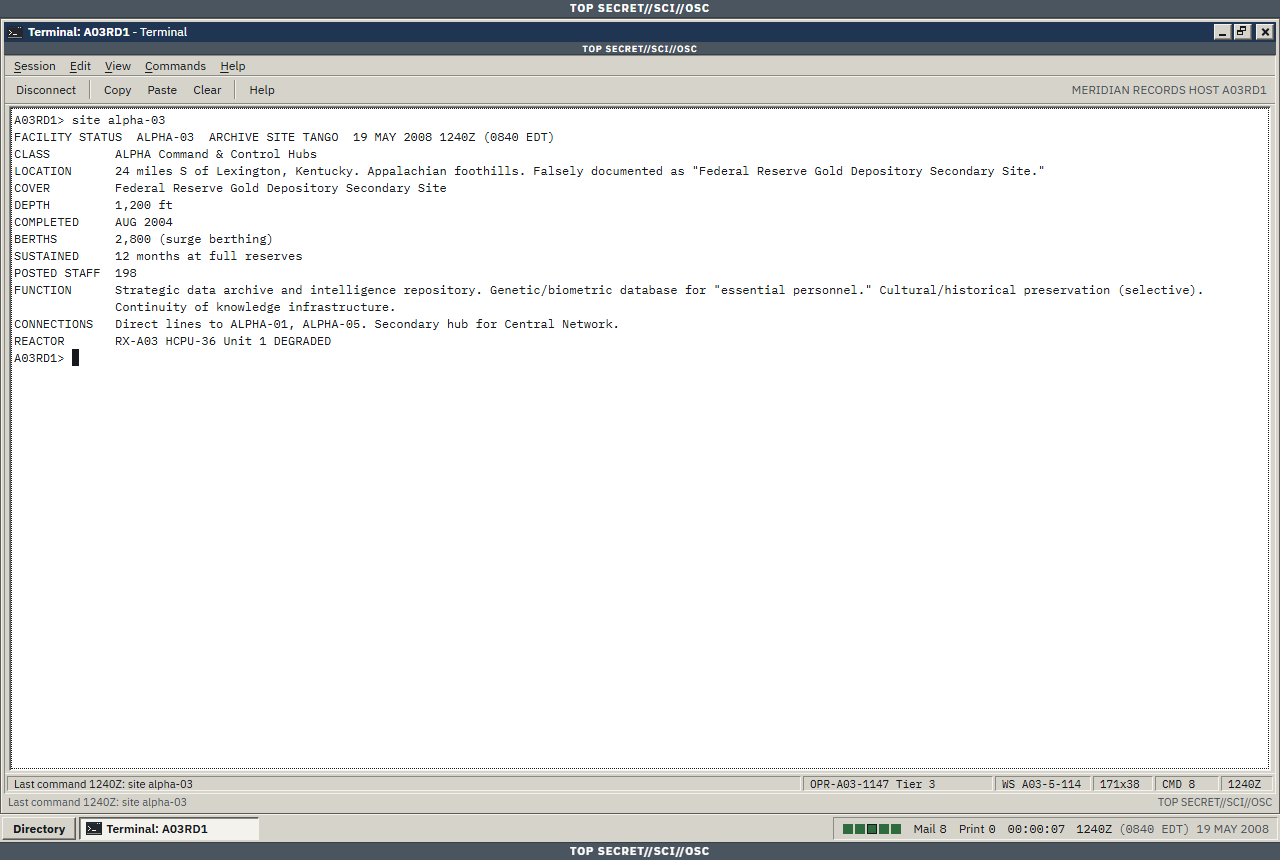 TOP SECRET//SCI//OSC
Terminal: A03RD1 - Terminal
TOP SECRET//SCI//OSC
Session Edit View Commands Help
Disconnect Copy Paste Clear Help MERIDIAN RECORDS HOST A03RD1
A03RD1> site alpha-03
FACILITY STATUS ALPHA-03 ARCHIVE SITE TANGO 19 MAY 2008 1240Z (0840 EDT)
CLASS ALPHA Command & Control Hubs
LOCATION 24 miles S of Lexington, Kentucky. Appalachian foothills. Falsely documented as "Federal Reserve Gold Depository Secondary Site."
COVER Federal Reserve Gold Depository Secondary Site
DEPTH 1,200 ft
COMPLETED AUG 2004
BERTHS 2,800 (surge berthing)
SUSTAINED 12 months at full reserves
POSTED STAFF 198
FUNCTION Strategic data archive and intelligence repository. Genetic/biometric database for "essential personnel." Cultural/historical preservation (selective).
Continuity of knowledge infrastructure.
CONNECTIONS Direct lines to ALPHA-01, ALPHA-05. Secondary hub for Central Network.
REACTOR RX-A03 HCPU-36 Unit 1 DEGRADED
A03RD1>
Last command 1240Z: site alpha-03 OPR-A03-1147 Tier 3 WS A03-5-114 171x38 CMD 8 1240Z
Last command 1240Z: site alpha-03 TOP SECRET//SCI//OSC
Directory Terminal: A03RD1 Mail 8 Print 0 00:00:07 1240Z (0840 EDT) 19 MAY 2008
TOP SECRET//SCI//OSC